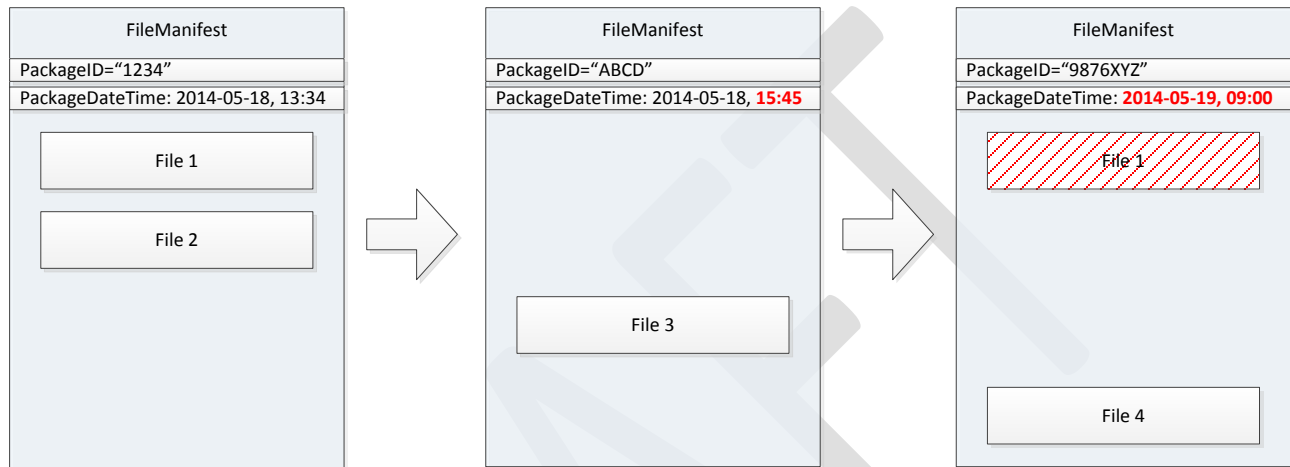 FileManifest
PackageID=“1234”
PackageDateTime: 2014-05-18, 13:34
File 1
File 2
FileManifest
PackageID=“ABCD”
PackageDateTime: 2014-05-18, 15:45
File 3
FileManifest
PackageID=“9876XYZ”
PackageDateTime: 2014-05-19, 09:00
File 1
File 4